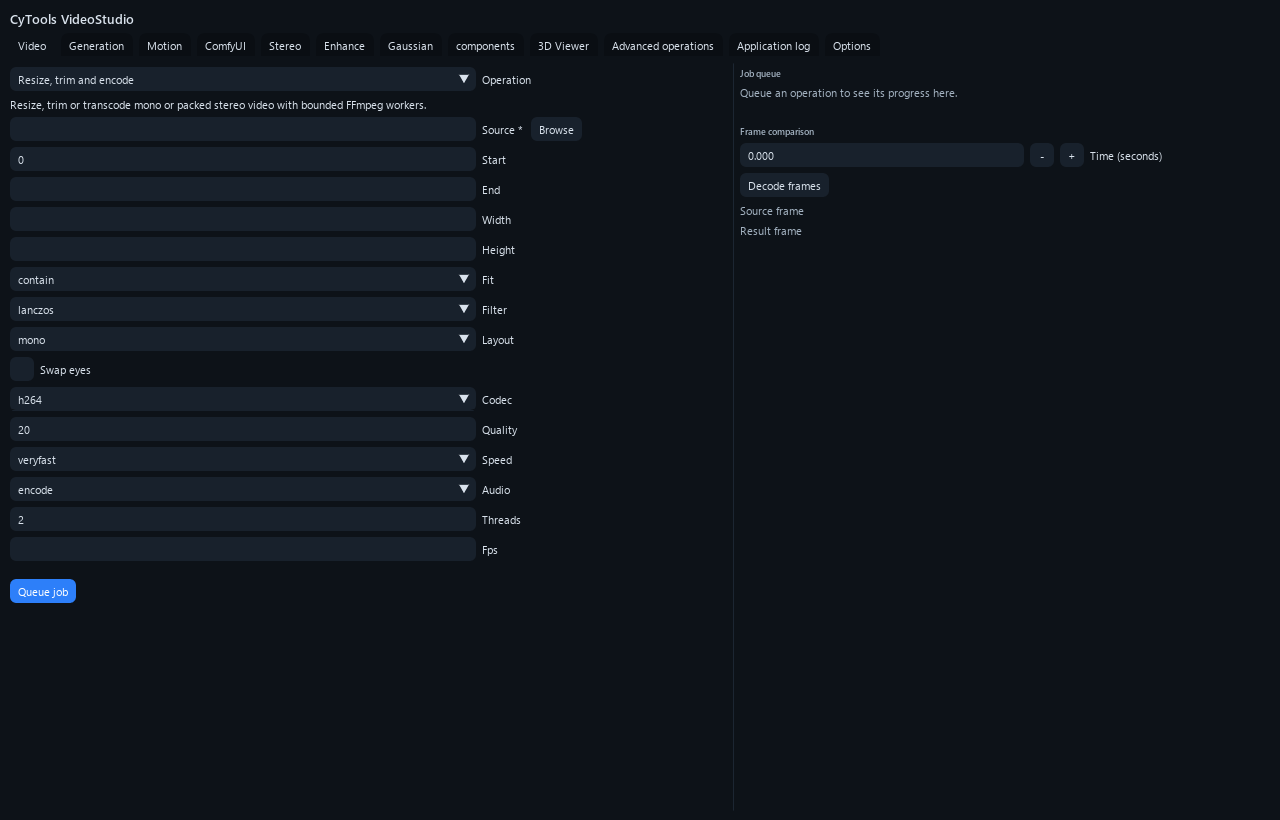 CyTools VideoStudio
Video Generation Motion ComfyUI Stereo Enhance Gaussian components 3D Viewer Advanced operations Application log Options
Resize, trim and encode Operation
Resize, trim or transcode mono or packed stereo video with bounded FFmpeg workers.
Source * Browse
0 Start
End
Width
Height
contain Fit
lanczos Filter
mono Layout
Swap eyes
h264 Codec
20 Quality
veryfast Speed
encode Audio
2 Threads
Fps
Queue job
Job queue
Queue an operation to see its progress here.
Frame comparison
0.000 - + Time (seconds)
Decode frames
Source frame
Result frame